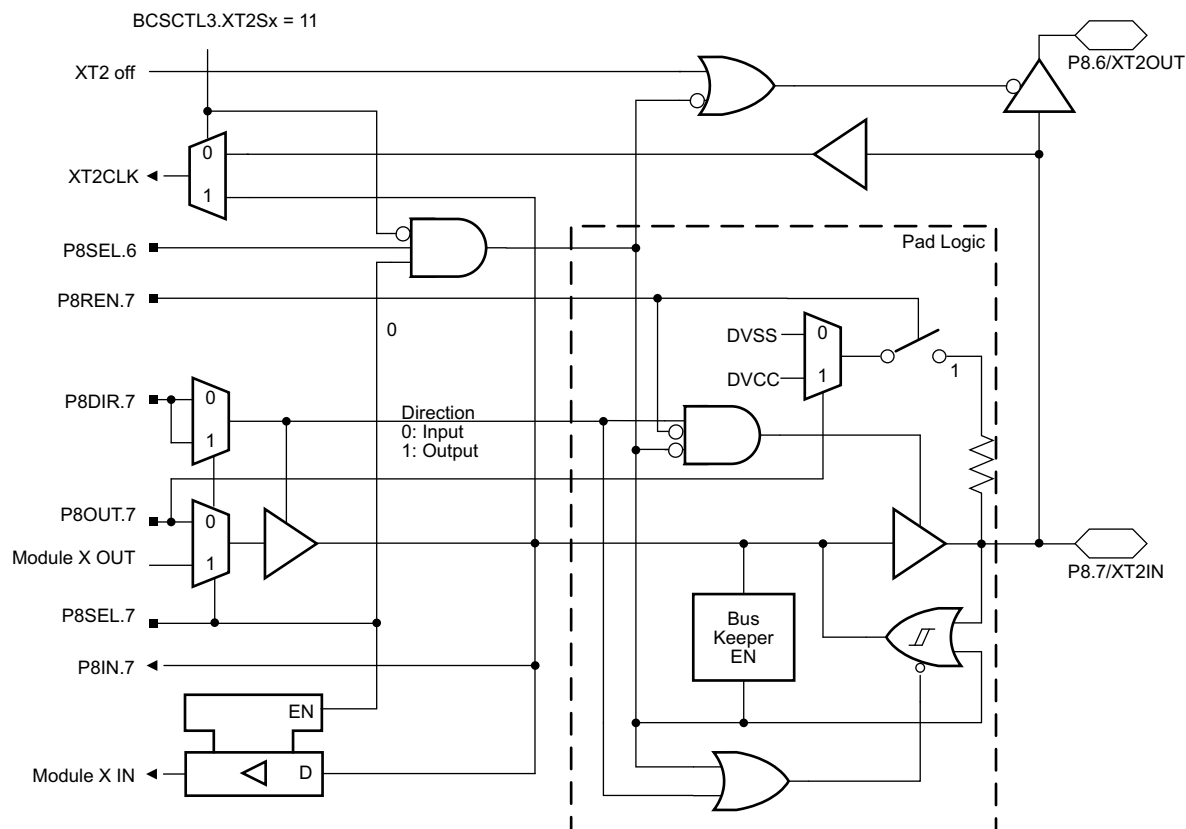 BCSCTL3.XT2Sx = 11
P8.6/XT2OUT
XT2 off
0
XT2CLK
1
P8SEL.6
Pad Logic
P8REN.7
0
DVSS
0
DVCC
1
1
P8DIR.7
0
1
Direction
0: Input
1: Output
P8OUT.7
0
Module X OUT
1
P8.7/XT2IN
P8SEL.7
Bus
Keeper
EN
P8IN.7
EN
Module X IN
D